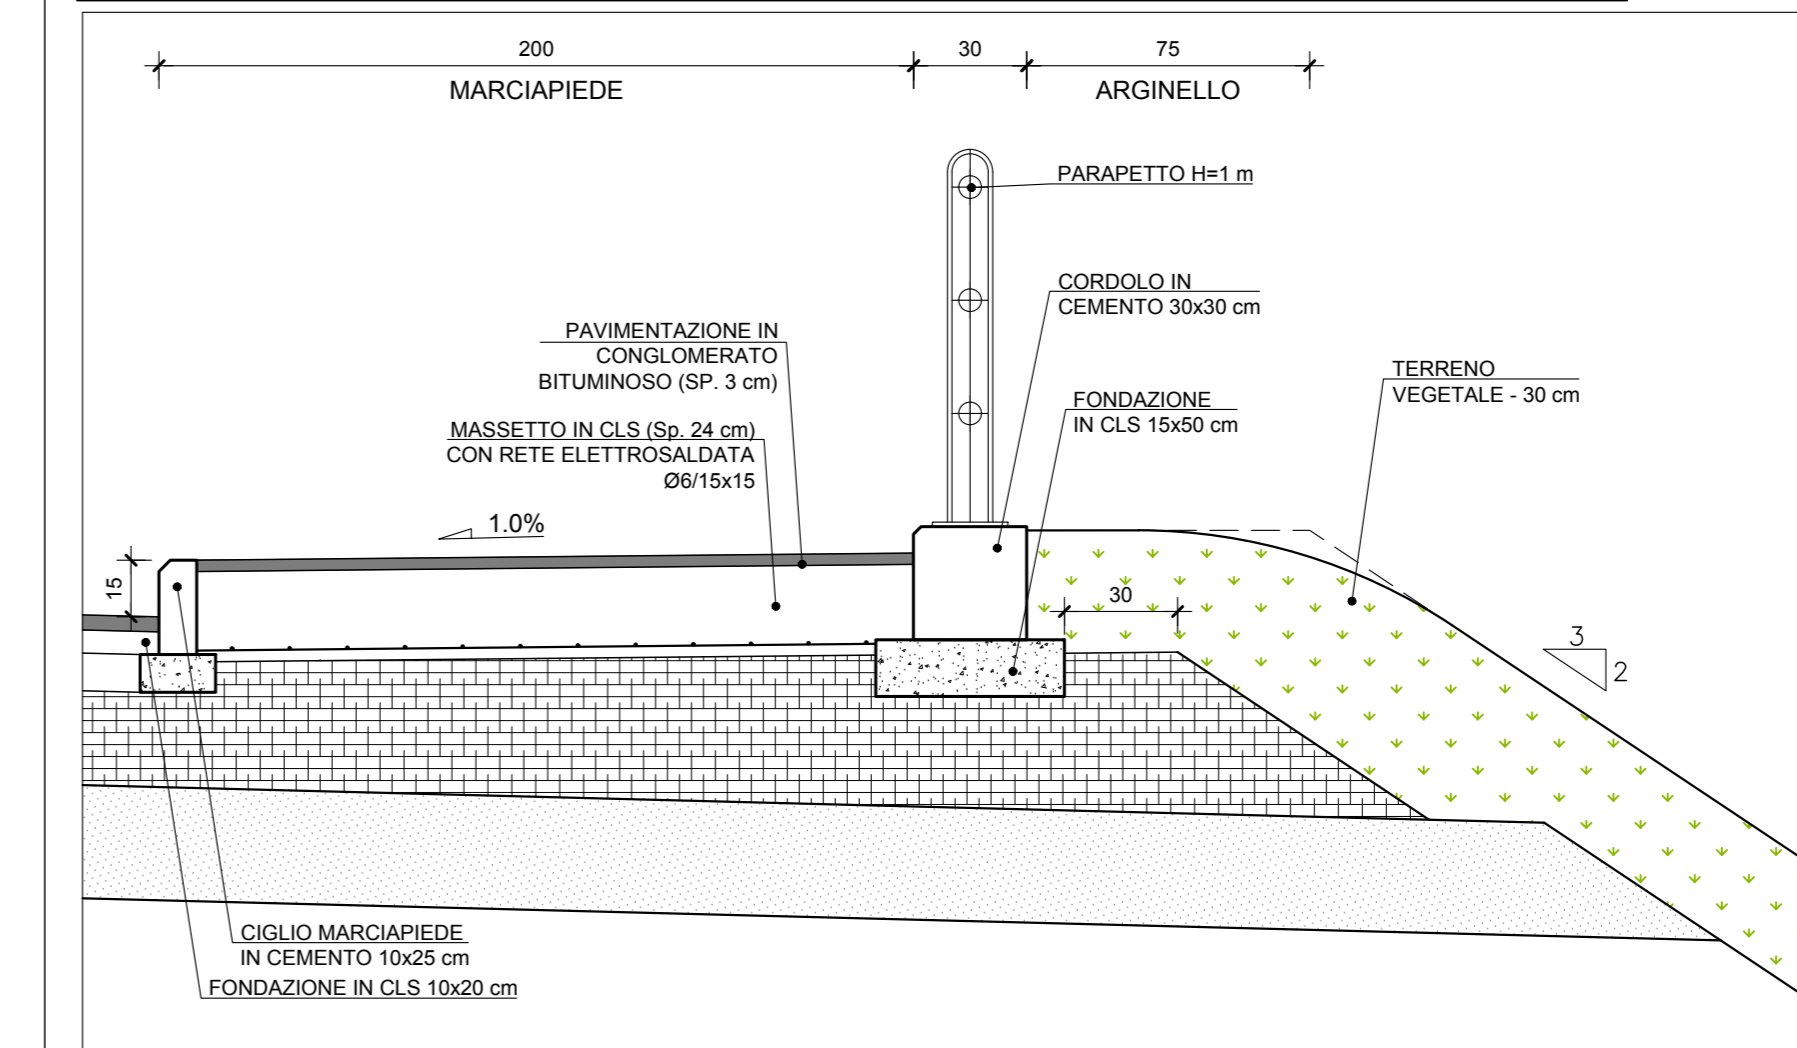 200
30
75
MARCIAPIEDE
ARGINELLO
PARAPETTO H=1 m
CORDOLO IN
CEMENTO 30x30 cm
PAVIMENTAZIONE IN
CONGLOMERATO
BITUMINOSO (SP. 3 cm)
TERRENO
VEGETALE - 30 cm
FONDAZIONE
IN CLS 15x50 cm
MASSETTO IN CLS (Sp. 24 cm)
CON RETE ELETTROSALDATA
Ø6/15x15
1.0%
15
30
3
2
CIGLIO MARCIAPIEDE
IN CEMENTO 10x25 cm
FONDAZIONE IN CLS 10x20 cm